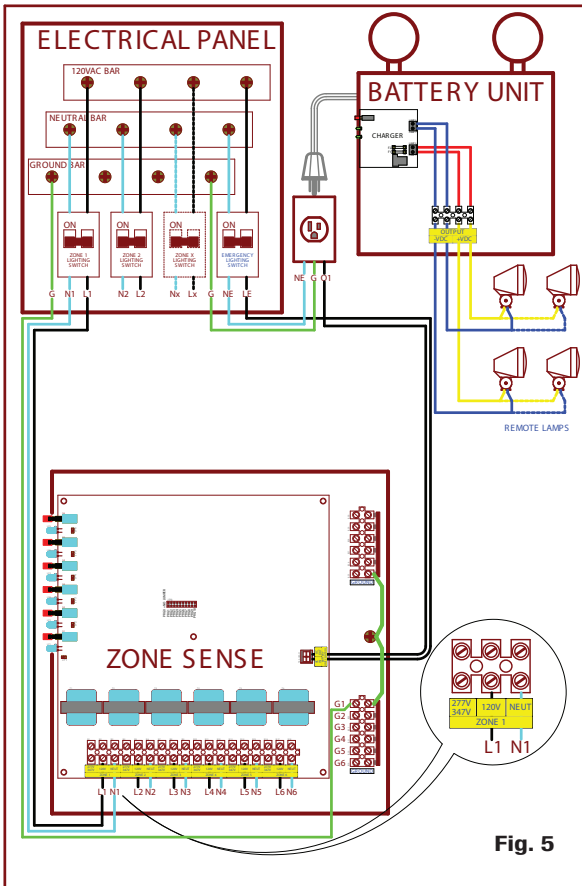 ELECTRICAL PANEL
120VAC BAR
NEUTRAL BAR
GROUND BAR
ON
ZONE 1
LIGHTING
SWITCH
ON
ZONE 2
LIGHTING
SWITCH
ON
ZONE X
LIGHTING
SWITCH
ON
EMERGENCY
LIGHTING
SWITCH
G N1 L1 N2 L2 Nx Lx G NE LE
NE G O1
BATTERY UNIT
CHARGER
OUTPUT
-VDC +VDC
REMOTE LAMPS
ZONE SENSE
G1
G2
G3
G4
G5
G6
L1 N1 L2 N2 L3 N3 L4 N4 L5 N5 L6 N6
277V
347V
120V
NEUT
ZONE 1
L1 N1
Fig. 5